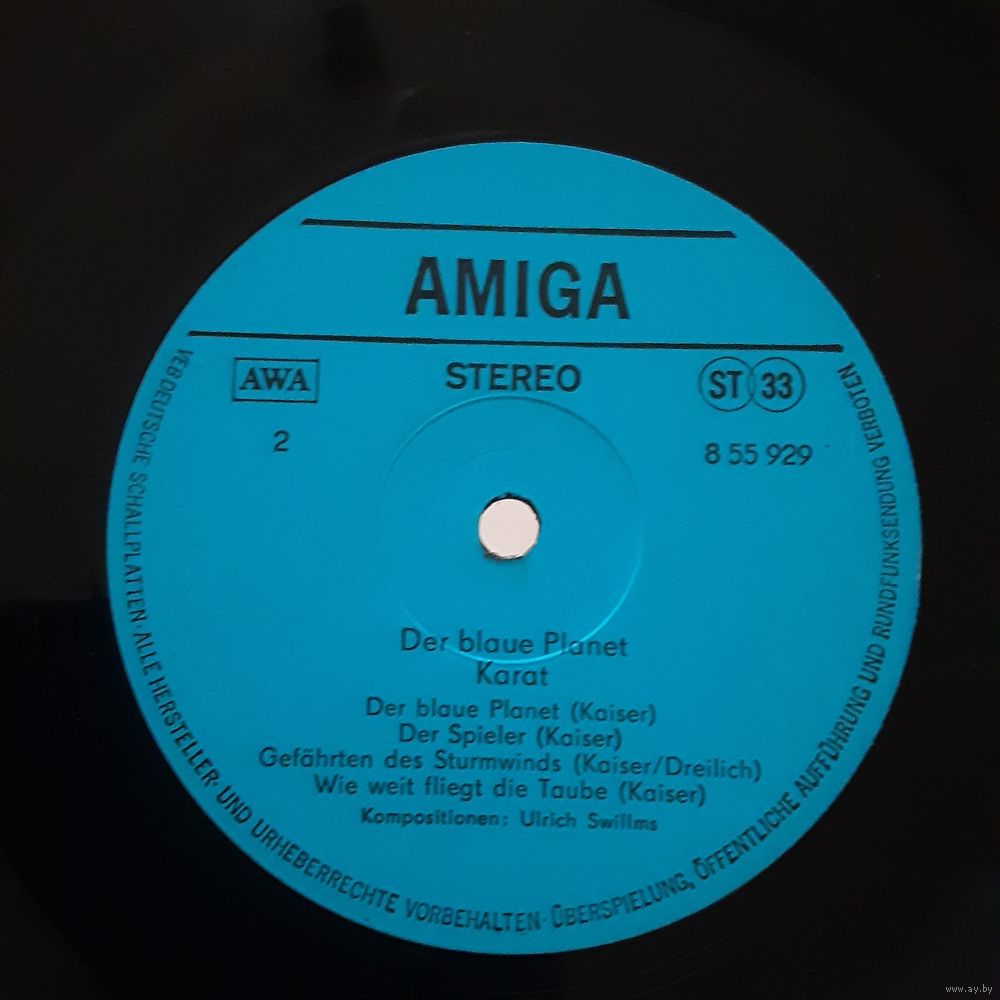 AMIGA
AWA
STEREO
ST 33
2
8 55 929
Der blaue Planet
Karat
Der blaue Planet (Kaiser)
Der Spieler (Kaiser)
Gefährten des Sturmwinds (Kaiser/Dreilich)
Wie weit fliegt die Taube (Kaiser)
Kompositionen: Ulrich Swillms
VEB DEUTSCHE SCHALLPLATTEN · ALLE HERSTELLER- UND URHEBERRECHTE VORBEHALTEN · ÜBERSPIELUNG, ÖFFENTLICHE AUFFÜHRUNG UND RUNDFUNKSENDUNG VERBOTEN
www.ay.by